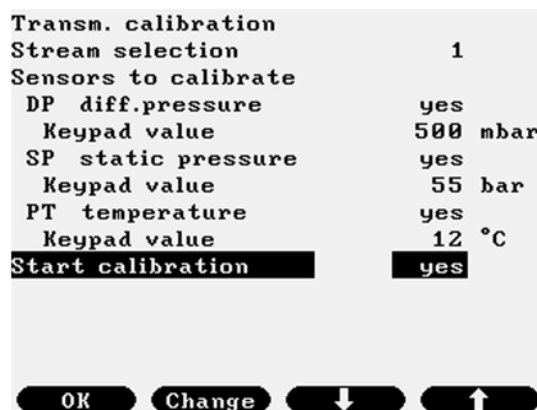 Transm. calibration
Stream selection 1
Sensors to calibrate
DP diff.pressure yes
Keypad value 500 mbar
SP static pressure yes
Keypad value 55 bar
PT temperature yes
Keypad value 12 °C
Start calibration yes
OK Change ↓ ↑